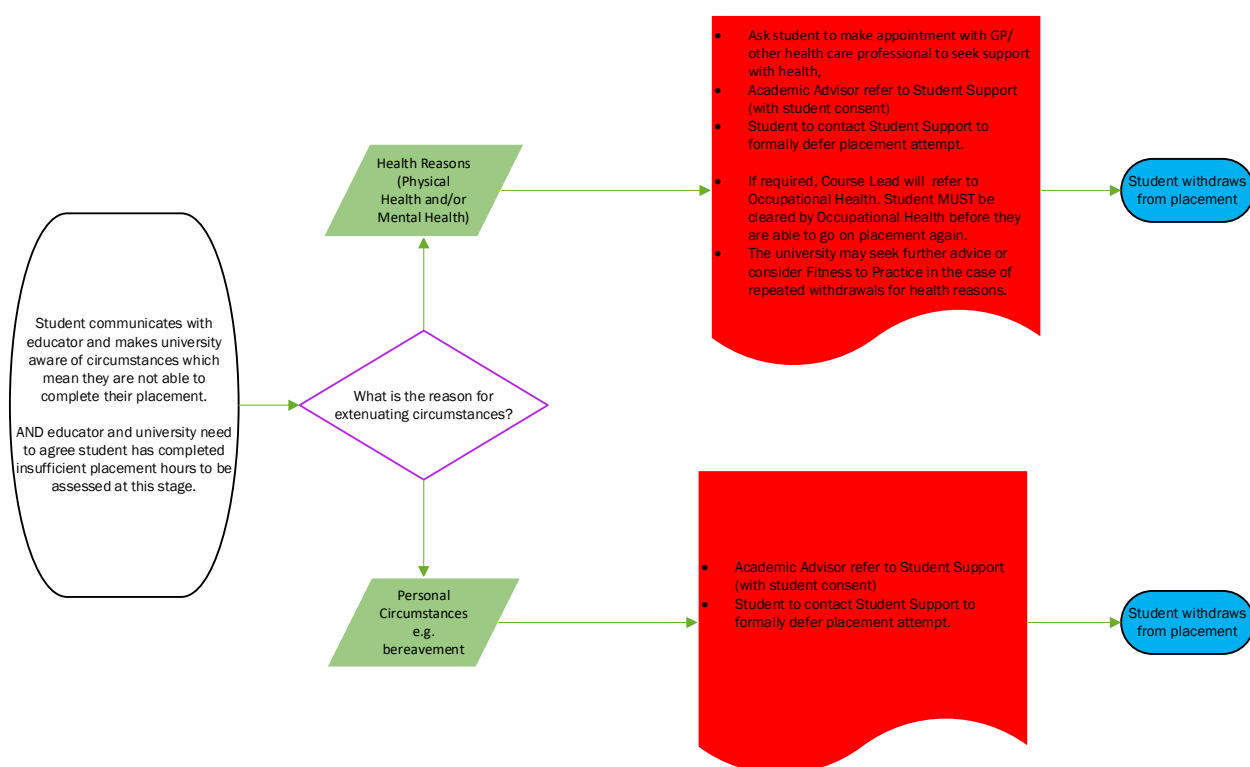 Student communicates with
educator and makes university
aware of circumstances which
mean they are not able to
complete their placement.
AND educator and university need
to agree student has completed
insufficient placement hours to be
assessed at this stage.
What is the reason for
extenuating circumstances?
Health Reasons
(Physical
Health and/or
Mental Health)
• Ask student to make appointment with GP/
other health care professional to seek support
with health,
• Academic Advisor refer to Student Support
(with student consent)
• Student to contact Student Support to
formally defer placement attempt.
• If required, Course Lead will refer to
Occupational Health. Student MUST be
cleared by Occupational Health before they
are able to go on placement again.
• The university may seek further advice or
consider Fitness to Practice in the case of
repeated withdrawals for health reasons.
Student withdraws
from placement
Personal
Circumstances
e.g.
bereavement
• Academic Advisor refer to Student Support
(with student consent)
• Student to contact Student Support to
formally defer placement attempt.
Student withdraws
from placement